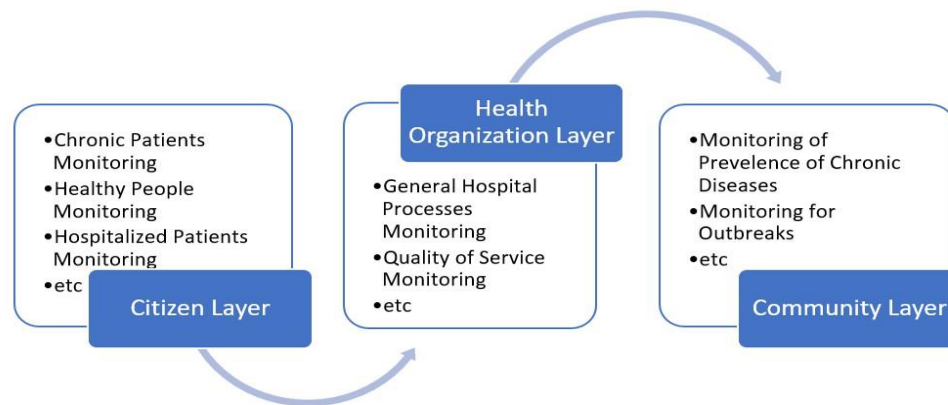 •Chronic Patients
Monitoring
•Healthy People
Monitoring
•Hospitalized Patients
Monitoring
•etc
Citizen Layer
Health
Organization Layer
•General Hospital
Processes
Monitoring
•Quality of Service
Monitoring
•etc
•Monitoring of
Prevelence of Chronic
Diseases
•Monitoring for
Outbreaks
•etc
Community Layer